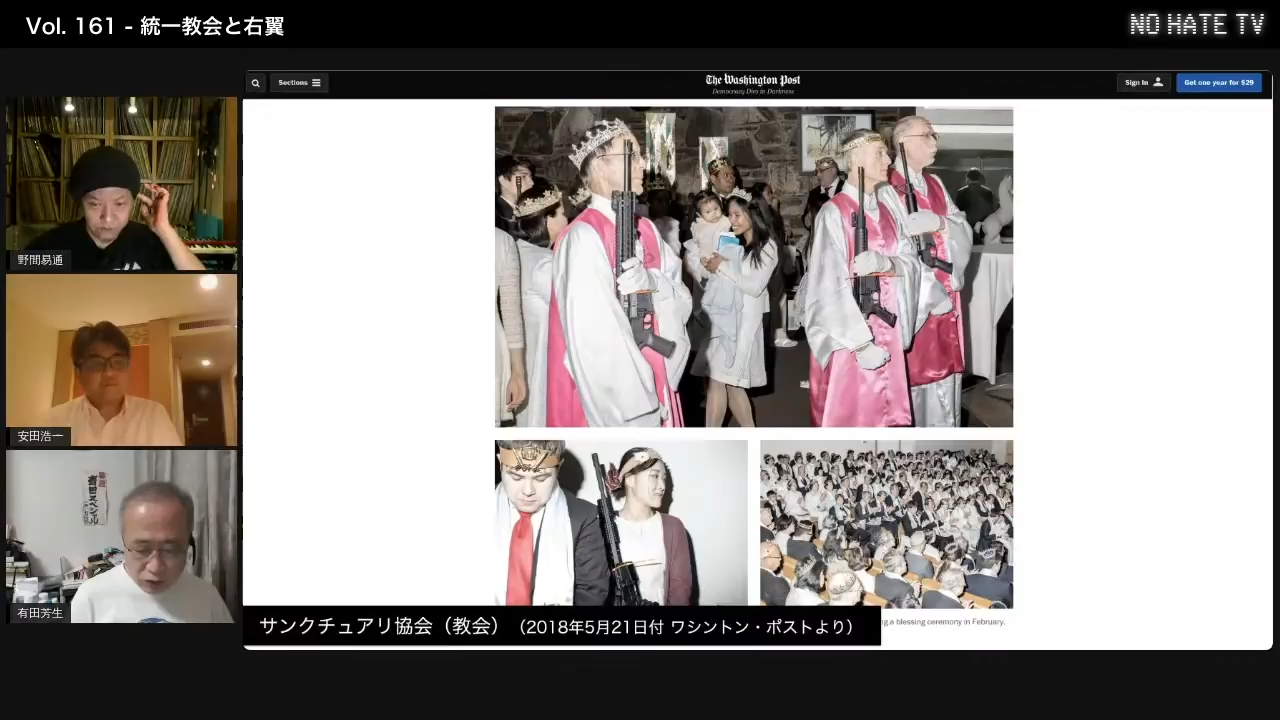 Vol. 161 - 統一教会と右翼
NO HATE TV
Sections
The Washington Post
Democracy Dies in Darkness
Sign In
Get one year for $29
野間易通
安田浩一
有田芳生
サンクチュアリ協会（教会）（2018年5月21日付 ワシントン・ポストより）
a blessing ceremony in February.